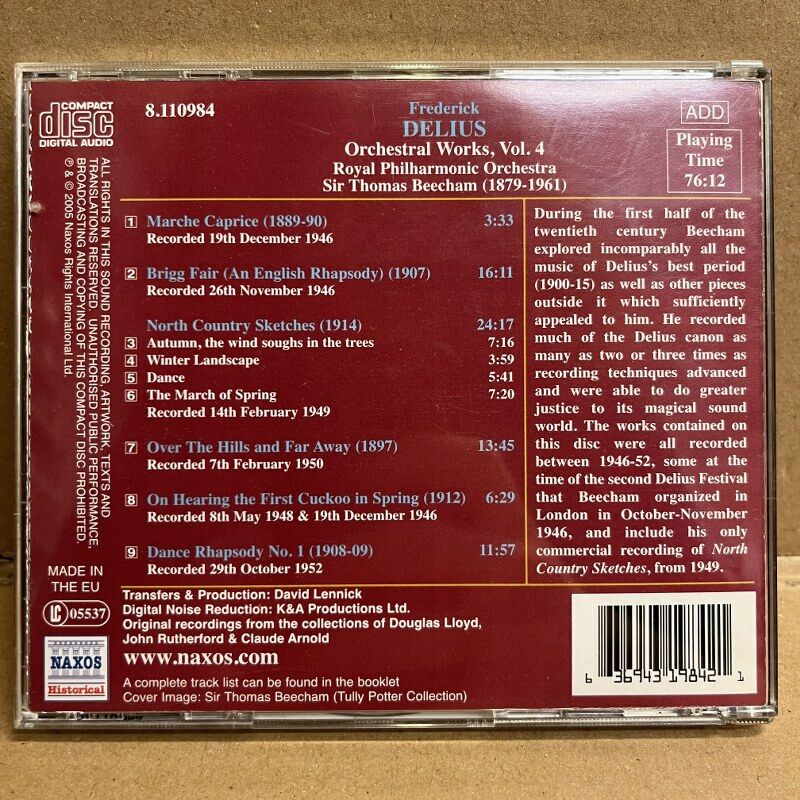 COMPACT
disc
DIGITAL AUDIO
8.110984
Frederick
DELIUS
Orchestral Works, Vol. 4
Royal Philharmonic Orchestra
Sir Thomas Beecham (1879-1961)
ADD
Playing
Time
76:12
ALL RIGHTS IN THIS SOUND RECORDING, ARTWORK, TEXTS AND
TRANSLATIONS RESERVED. UNAUTHORISED PUBLIC PERFORMANCE,
BROADCASTING AND COPYING OF THIS COMPACT DISC PROHIBITED.
℗ & © 2005 Naxos Rights International Ltd.
1 Marche Caprice (1889-90) 3:33
Recorded 19th December 1946
2 Brigg Fair (An English Rhapsody) (1907) 16:11
Recorded 26th November 1946
North Country Sketches (1914) 24:17
3 Autumn, the wind soughs in the trees 7:16
4 Winter Landscape 3:59
5 Dance 5:41
6 The March of Spring 7:20
Recorded 14th February 1949
7 Over The Hills and Far Away (1897) 13:45
Recorded 7th February 1950
8 On Hearing the First Cuckoo in Spring (1912) 6:29
Recorded 8th May 1948 & 19th December 1946
9 Dance Rhapsody No. 1 (1908-09) 11:57
Recorded 29th October 1952
During the first half of the
twentieth century Beecham
explored incomparably all the
music of Delius's best period
(1900-15) as well as other pieces
outside it which sufficiently
appealed to him. He recorded
much of the Delius canon as
many as two or three times as
recording techniques advanced
and were able to do greater
justice to its magical sound
world. The works contained on
this disc were all recorded
between 1946-52, some at the
time of the second Delius Festival
that Beecham organized in
London in October-November
1946, and include his only
commercial recording of North
Country Sketches, from 1949.
MADE IN
THE EU
LC 05537
NAXOS
Historical
Transfers & Production: David Lennick
Digital Noise Reduction: K&A Productions Ltd.
Original recordings from the collections of Douglas Lloyd,
John Rutherford & Claude Arnold
www.naxos.com
A complete track list can be found in the booklet
Cover Image: Sir Thomas Beecham (Tully Potter Collection)
6 36943 19842 1